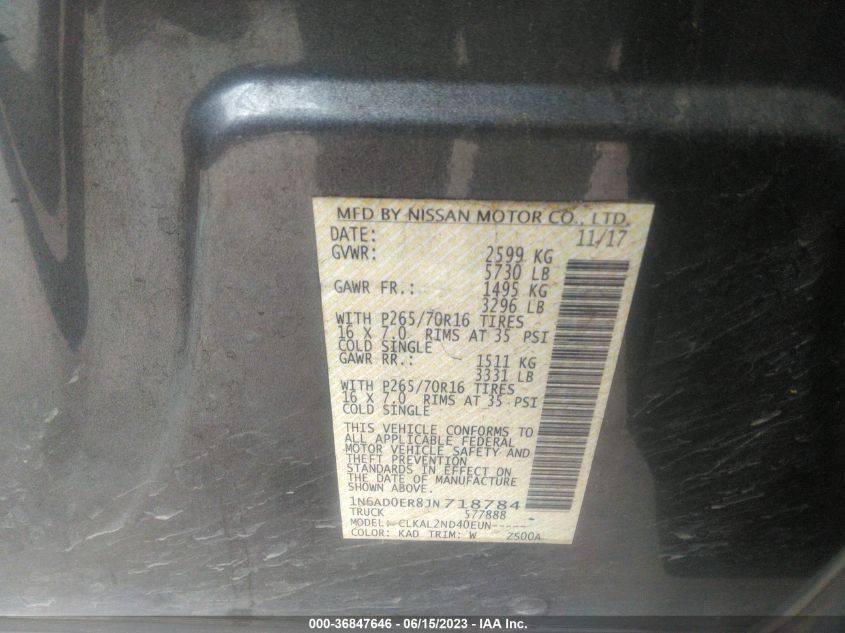 MFD BY NISSAN MOTOR CO., LTD.
DATE: 11/17
GVWR: 2599 KG
5730 LB
GAWR FR.: 1495 KG
3296 LB
WITH P265/70R16 TIRES
16 X 7.0 RIMS AT 35 PSI
COLD SINGLE
GAWR RR.: 1511 KG
3331 LB
WITH P265/70R16 TIRES
16 X 7.0 RIMS AT 35 PSI
COLD SINGLE
THIS VEHICLE CONFORMS TO
ALL APPLICABLE FEDERAL
MOTOR VEHICLE SAFETY AND
THEFT PREVENTION
STANDARDS IN EFFECT ON
THE DATE OF MANUFACTURE
SHOWN ABOVE.
1N6AD0ER8JN718784
TRUCK 577888
MODEL: CLKAL2ND40EUN-----
COLOR: KAD TRIM: W 2S00A
000-36847646 - 06/15/2023 - IAA Inc.